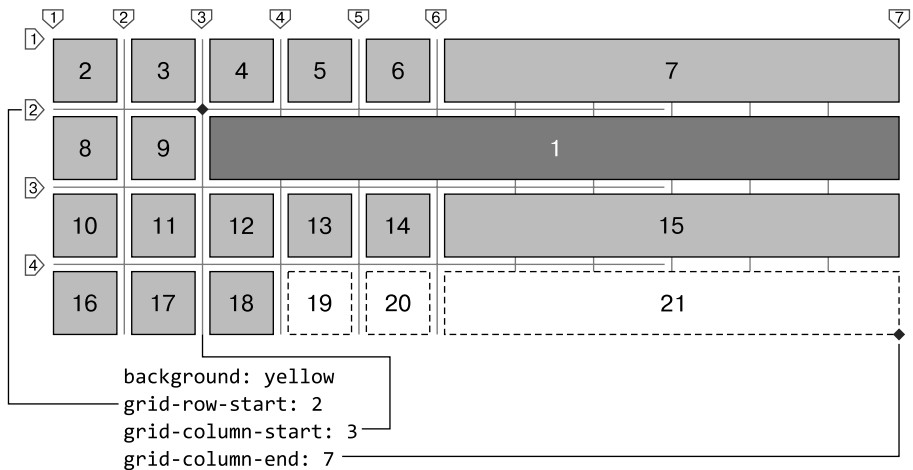 1 2 3 4 5 6 7
1
2 3 4 5 6 7
2
8 9 1
3
10 11 12 13 14 15
4
16 17 18 19 20 21
background: yellow
grid-row-start: 2
grid-column-start: 3
grid-column-end: 7